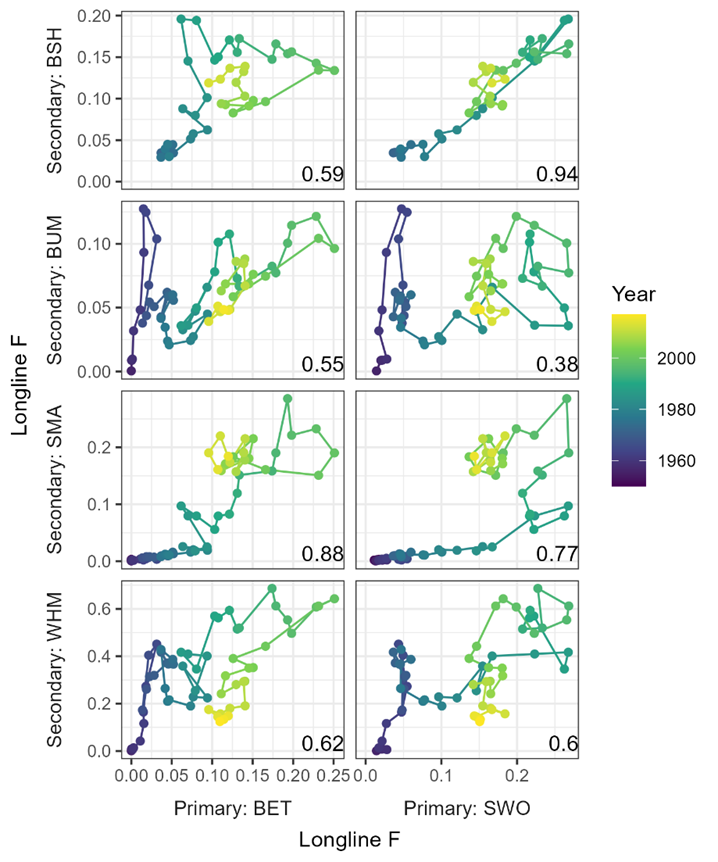 Longline F
Secondary: BSH
0.20
0.15
0.10
0.05
0.00
0.59
0.94
Secondary: BUM
0.10
0.05
0.00
0.55
0.38
Secondary: SMA
0.2
0.1
0.0
0.88
0.77
Secondary: WHM
0.6
0.4
0.2
0.0
0.62
0.6
0.00 0.05 0.10 0.15 0.20 0.25
0.0 0.1 0.2
Primary: BET
Primary: SWO
Longline F
Year
2000
1980
1960